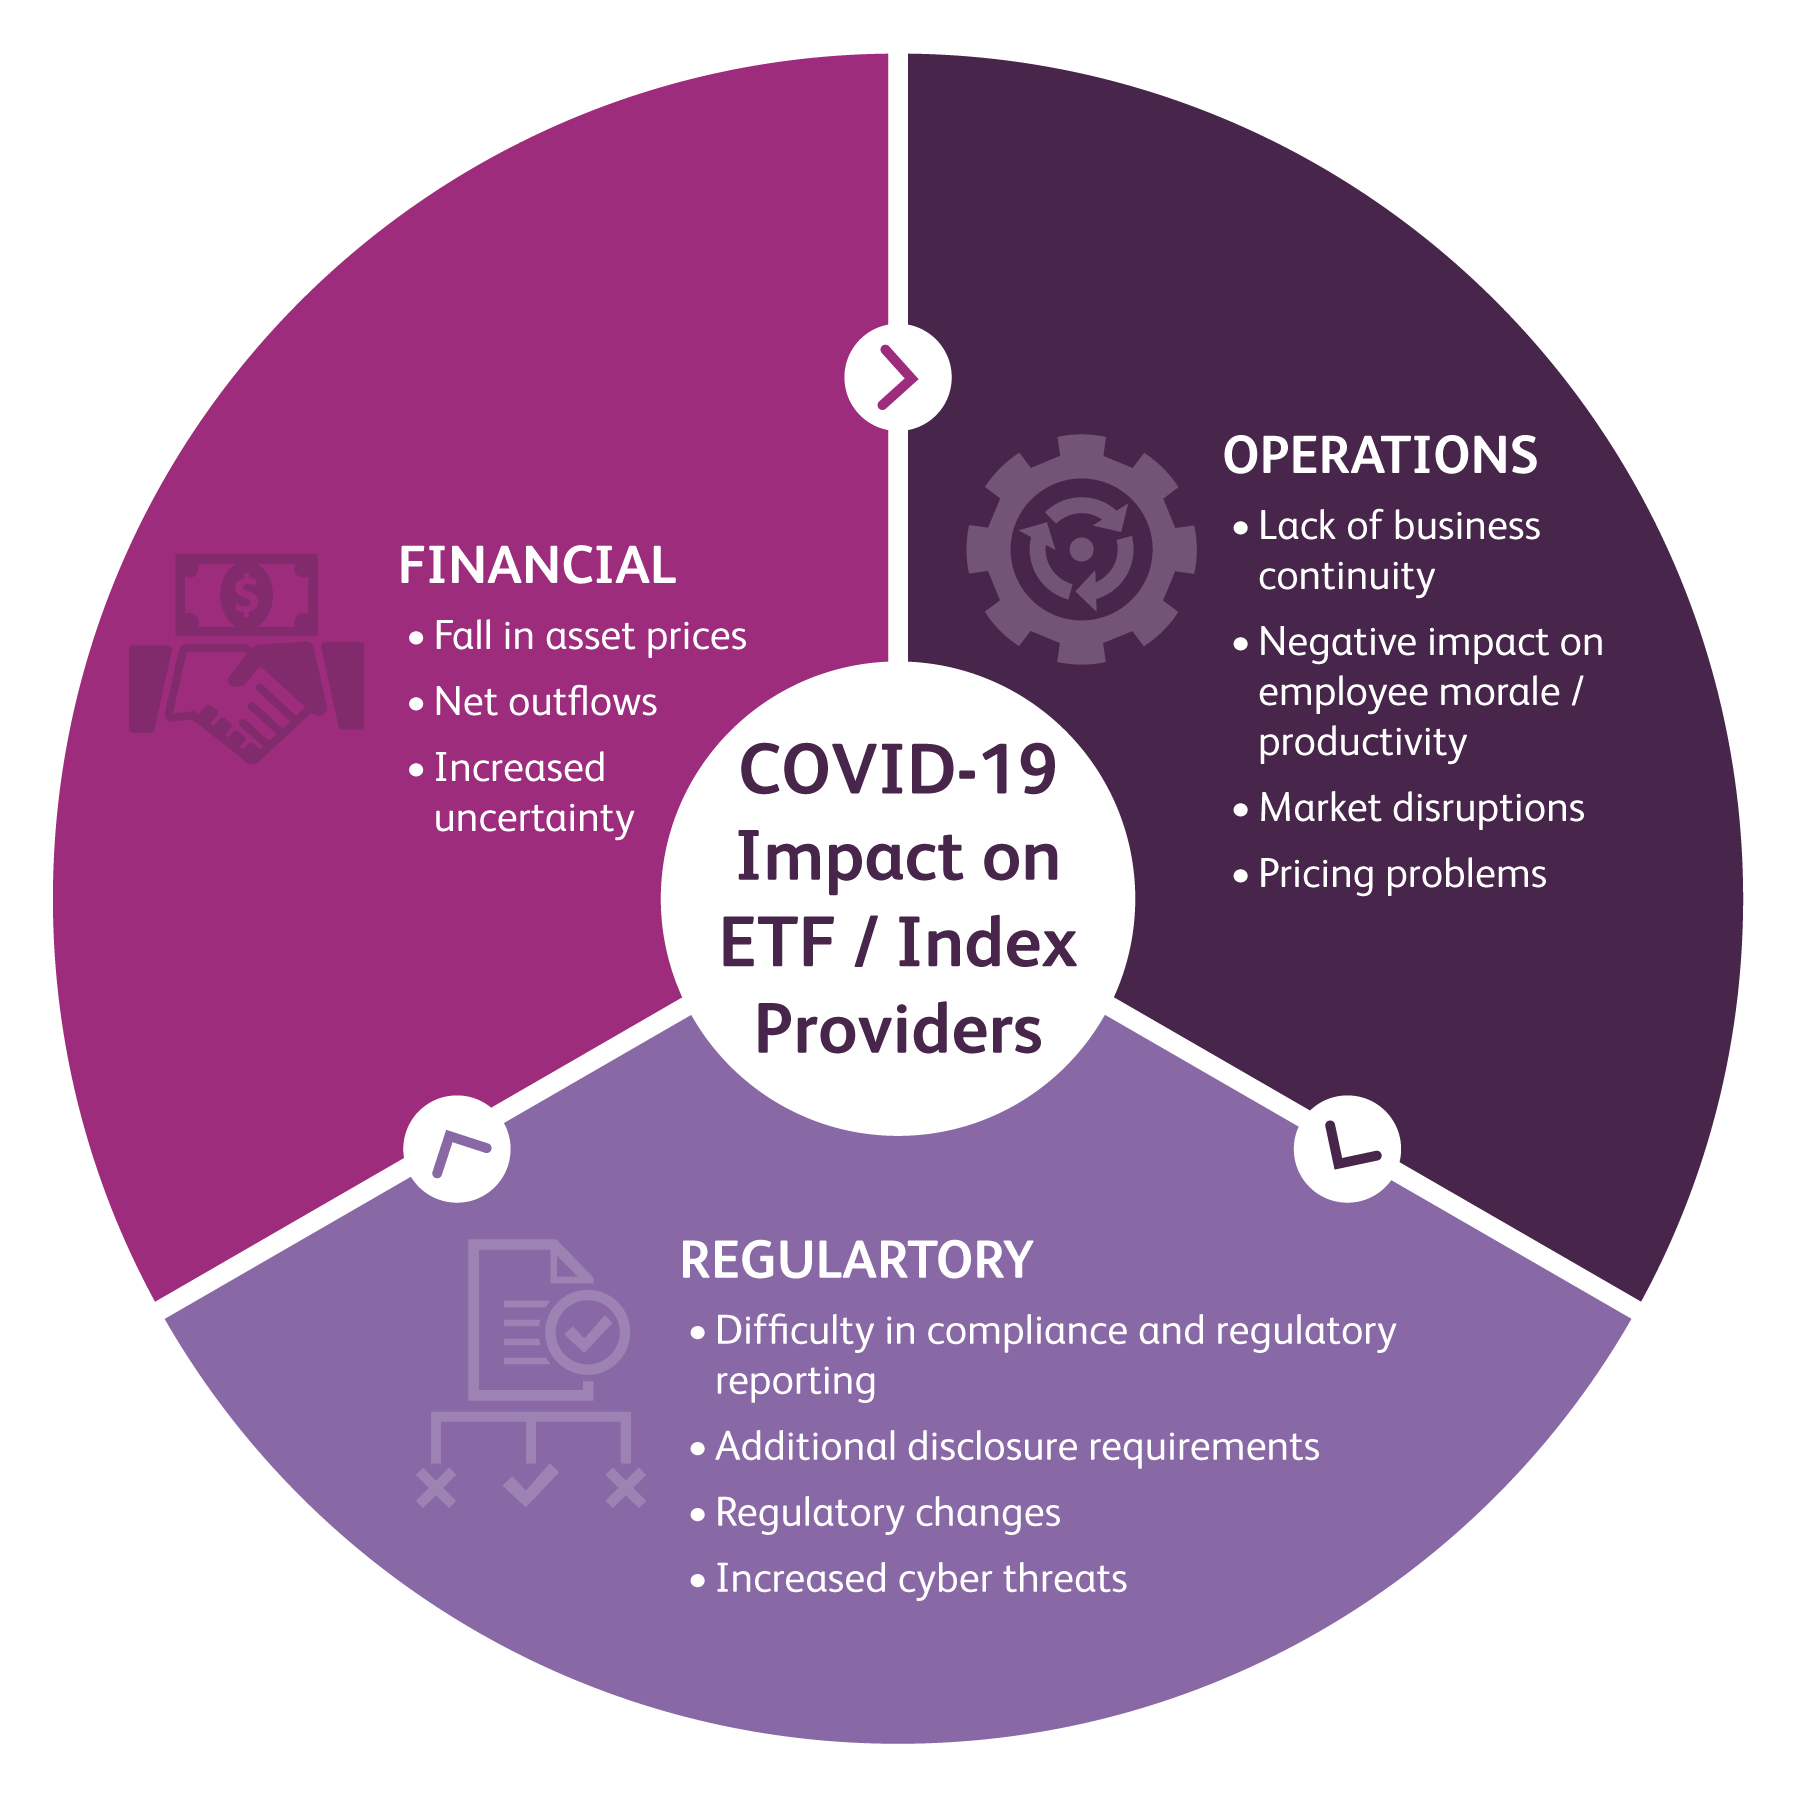 FINANCIAL
• Fall in asset prices
• Net outflows
• Increased
uncertainty
OPERATIONS
• Lack of business
continuity
• Negative impact on
employee morale /
productivity
• Market disruptions
• Pricing problems
COVID-19
Impact on
ETF / Index
Providers
REGULARTORY
• Difficulty in compliance and regulatory
reporting
• Additional disclosure requirements
• Regulatory changes
• Increased cyber threats
$